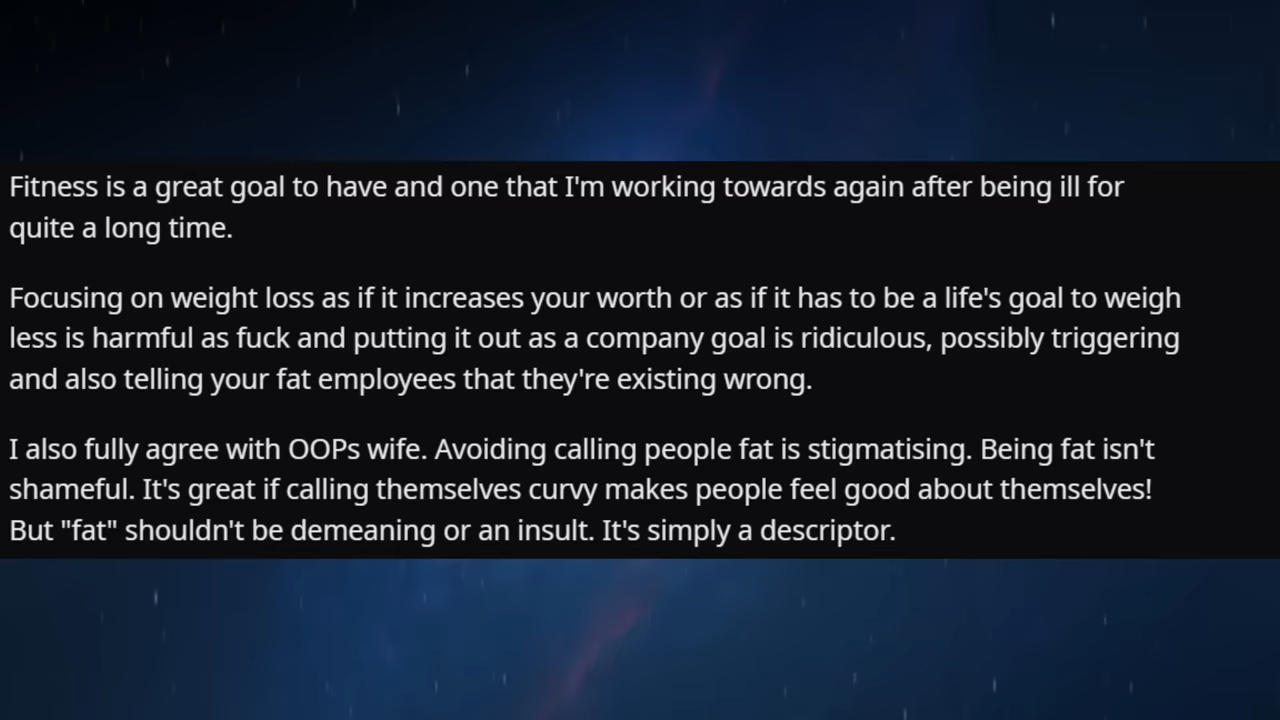 Fitness is a great goal to have and one that I'm working towards again after being ill for
quite a long time.
Focusing on weight loss as if it increases your worth or as if it has to be a life's goal to weigh
less is harmful as fuck and putting it out as a company goal is ridiculous, possibly triggering
and also telling your fat employees that they're existing wrong.
I also fully agree with OOPs wife. Avoiding calling people fat is stigmatising. Being fat isn't
shameful. It's great if calling themselves curvy makes people feel good about themselves!
But "fat" shouldn't be demeaning or an insult. It's simply a descriptor.